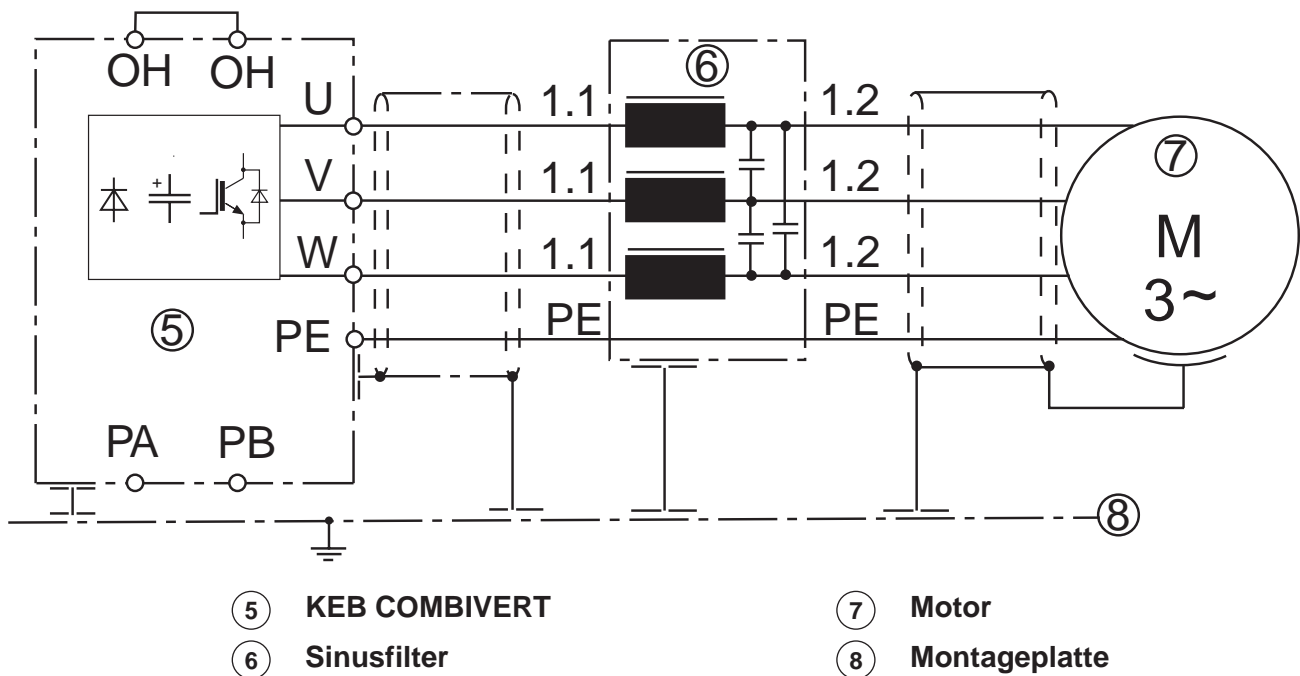 OH OH
⑥
U 1.1 1.2
⑦
V 1.1 1.2
+
M
W 1.1 1.2
3~
⑤ PE PE PE
PA PB
⑧
⑤ KEB COMBIVERT ⑦ Motor
⑥ Sinusfilter ⑧ Montageplatte